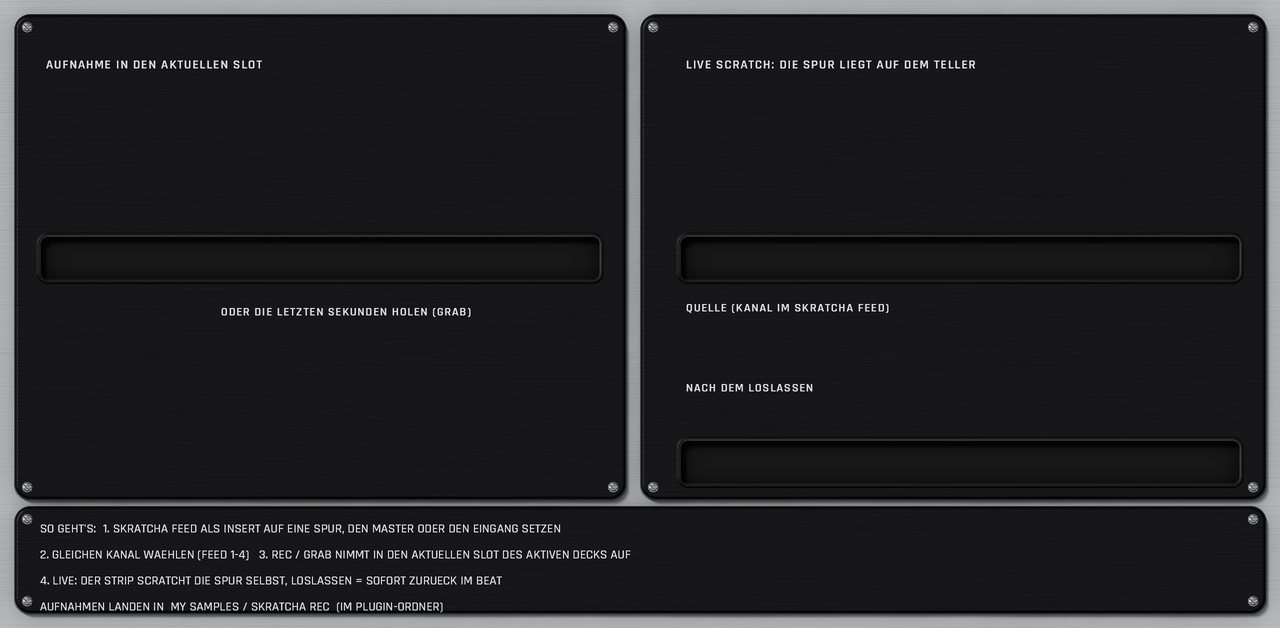 AUFNAHME IN DEN AKTUELLEN SLOT
ODER DIE LETZTEN SEKUNDEN HOLEN (GRAB)
LIVE SCRATCH: DIE SPUR LIEGT AUF DEM TELLER
QUELLE (KANAL IM SKRATCHA FEED)
NACH DEM LOSLASSEN
SO GEHT'S:  1. SKRATCHA FEED ALS INSERT AUF EINE SPUR, DEN MASTER ODER DEN EINGANG SETZEN
2. GLEICHEN KANAL WAEHLEN (FEED 1-4)   3. REC / GRAB NIMMT IN DEN AKTUELLEN SLOT DES AKTIVEN DECKS AUF
4. LIVE: DER STRIP SCRATCHT DIE SPUR SELBST, LOSLASSEN = SOFORT ZURUECK IM BEAT
AUFNAHMEN LANDEN IN  MY SAMPLES / SKRATCHA REC  (IM PLUGIN-ORDNER)